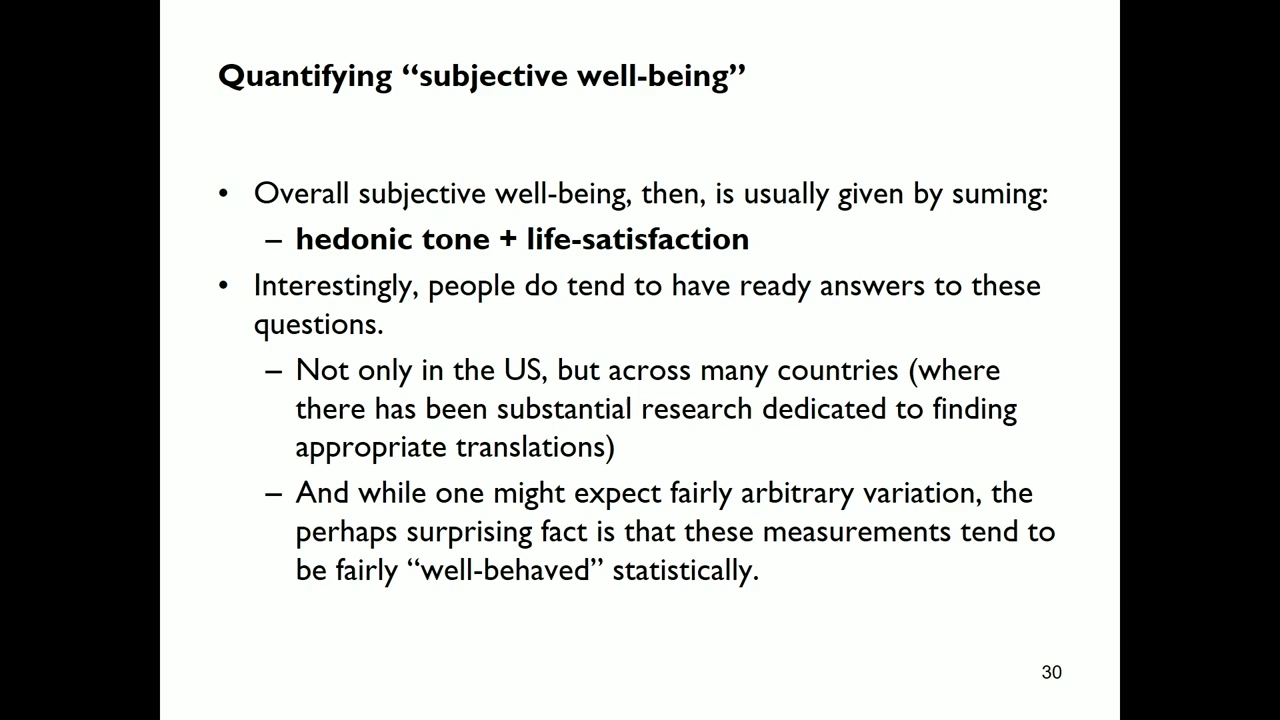 Quantifying “subjective well-being”
• Overall subjective well-being, then, is usually given by suming:
– hedonic tone + life-satisfaction
• Interestingly, people do tend to have ready answers to these
questions.
– Not only in the US, but across many countries (where
there has been substantial research dedicated to finding
appropriate translations)
– And while one might expect fairly arbitrary variation, the
perhaps surprising fact is that these measurements tend to
be fairly “well-behaved” statistically.
30